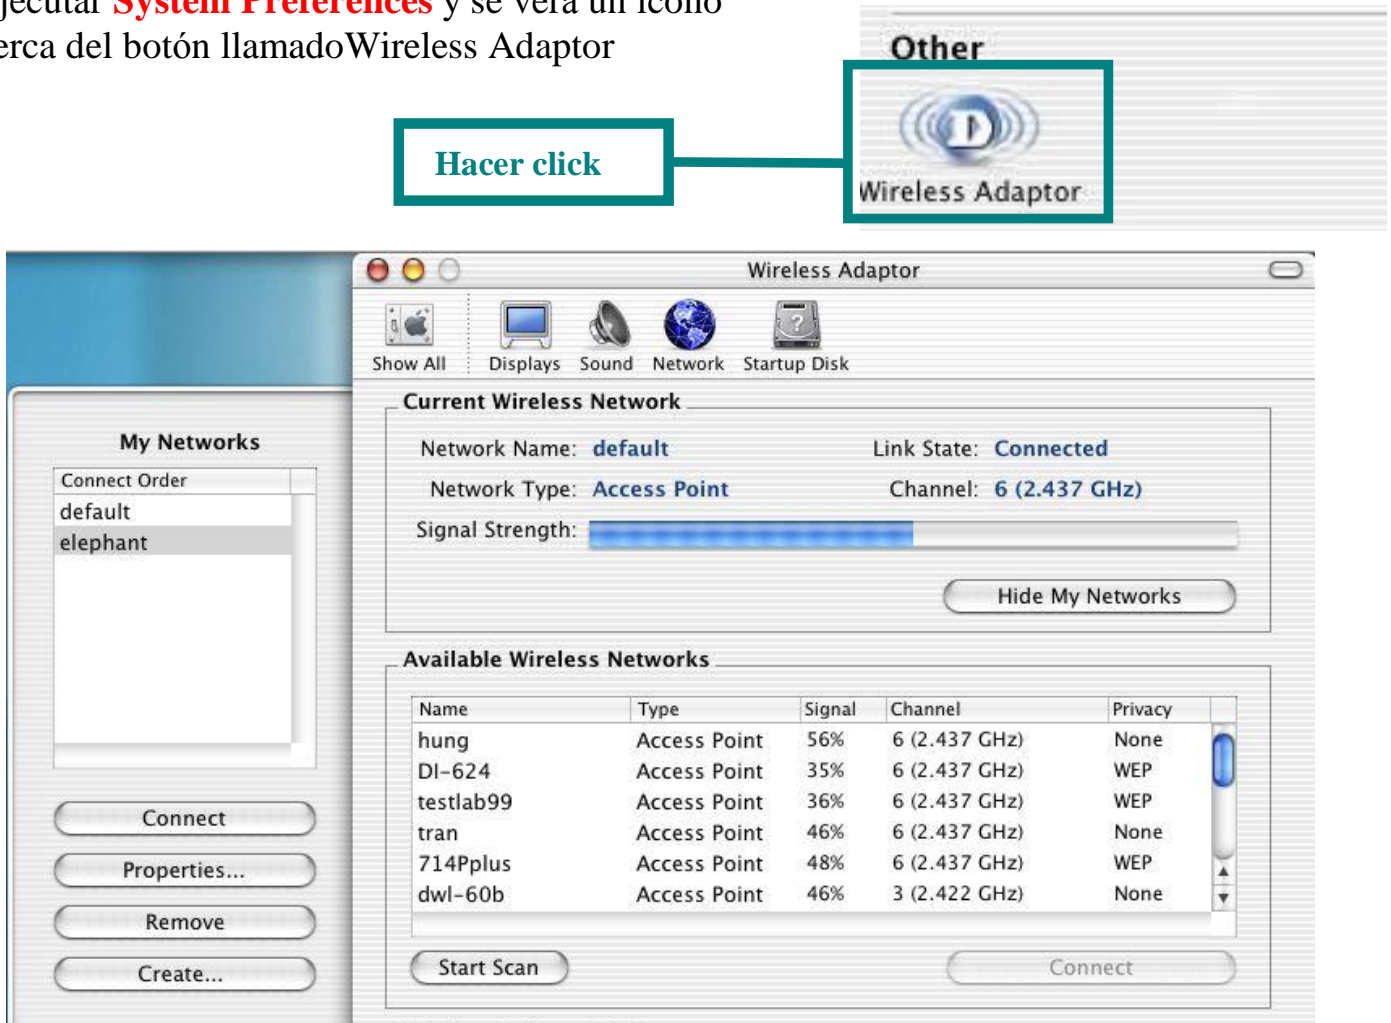 jecutar System Preferences y se verá un icono
erca del botón llamadoWireless Adaptor
Other
Hacer click
Wireless Adaptor
Wireless Adaptor
Show All Displays Sound Network Startup Disk
My Networks
Connect Order
default
elephant
Connect
Properties...
Remove
Create...
Current Wireless Network
Network Name: default Link State: Connected
Network Type: Access Point Channel: 6 (2.437 GHz)
Signal Strength:
Hide My Networks
Available Wireless Networks
Name Type Signal Channel Privacy
hung Access Point 56% 6 (2.437 GHz) None
DI-624 Access Point 35% 6 (2.437 GHz) WEP
testlab99 Access Point 36% 6 (2.437 GHz) WEP
tran Access Point 46% 6 (2.437 GHz) None
714Pplus Access Point 48% 6 (2.437 GHz) WEP
dwl-60b Access Point 46% 3 (2.422 GHz) None
Start Scan Connect